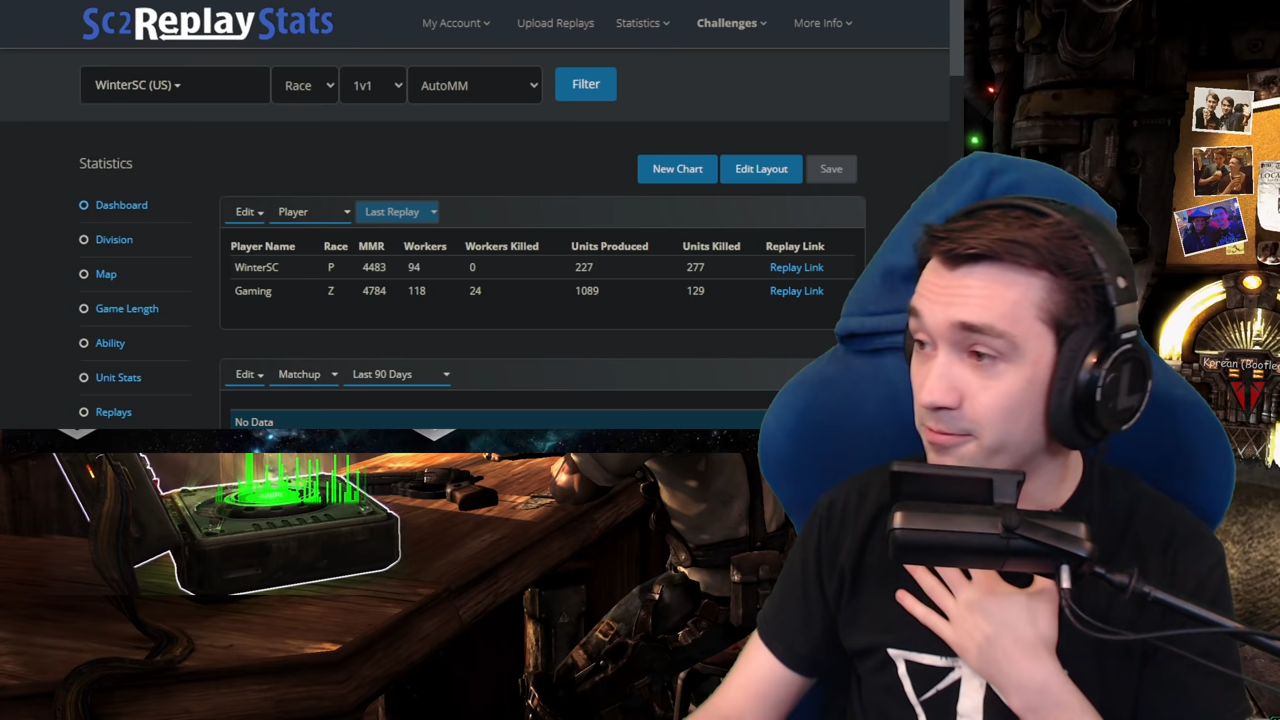 Sc2ReplayStats
My Account
Upload Replays
Statistics
Challenges
More Info
WinterSC (US)
Race
1v1
AutoMM
Filter
Statistics
New Chart
Edit Layout
Save
Dashboard
Division
Map
Game Length
Ability
Unit Stats
Replays
Edit Player Last Replay
Player Name Race MMR Workers Workers Killed Units Produced Units Killed Replay Link
WinterSC P 4483 94 0 227 277 Replay Link
Gaming Z 4784 118 24 1089 129 Replay Link
Edit Matchup Last 90 Days
No Data